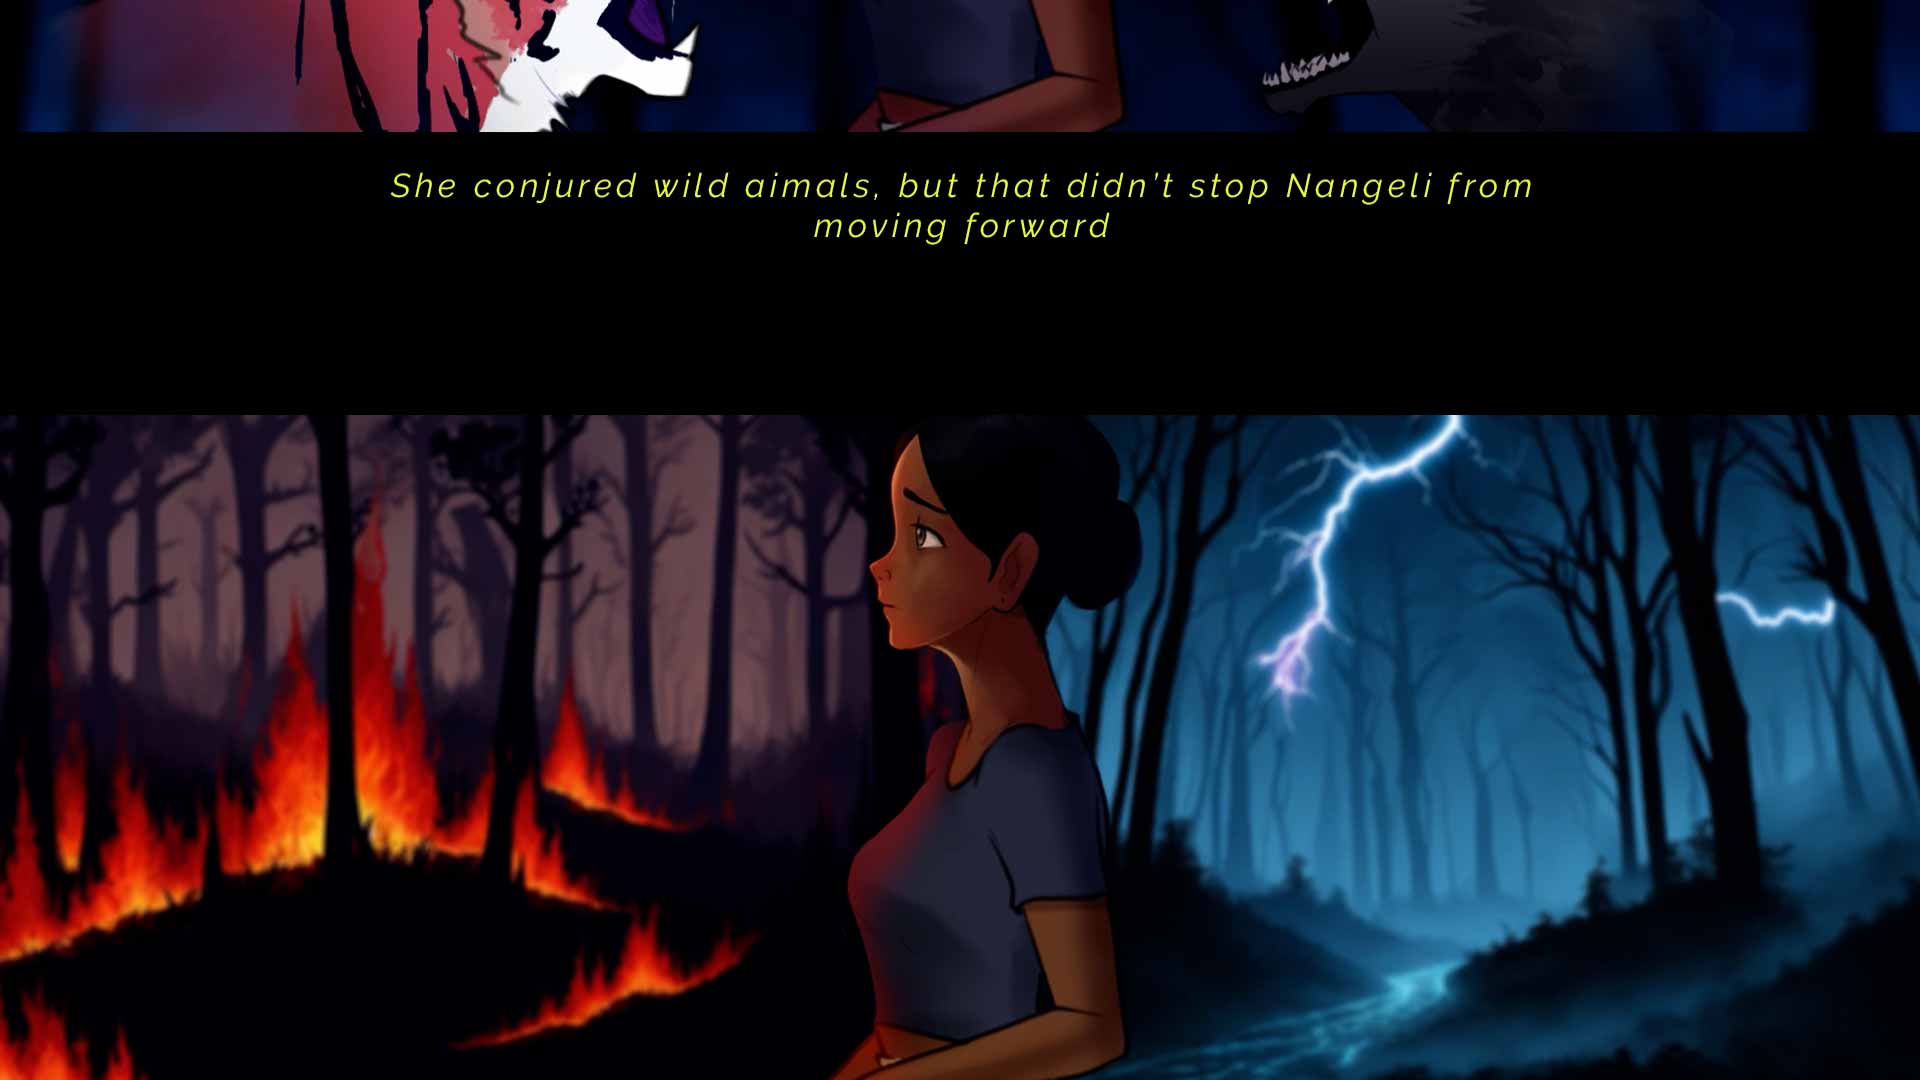 She conjured wild aimals, but that didn’t stop Nangeli from
moving forward